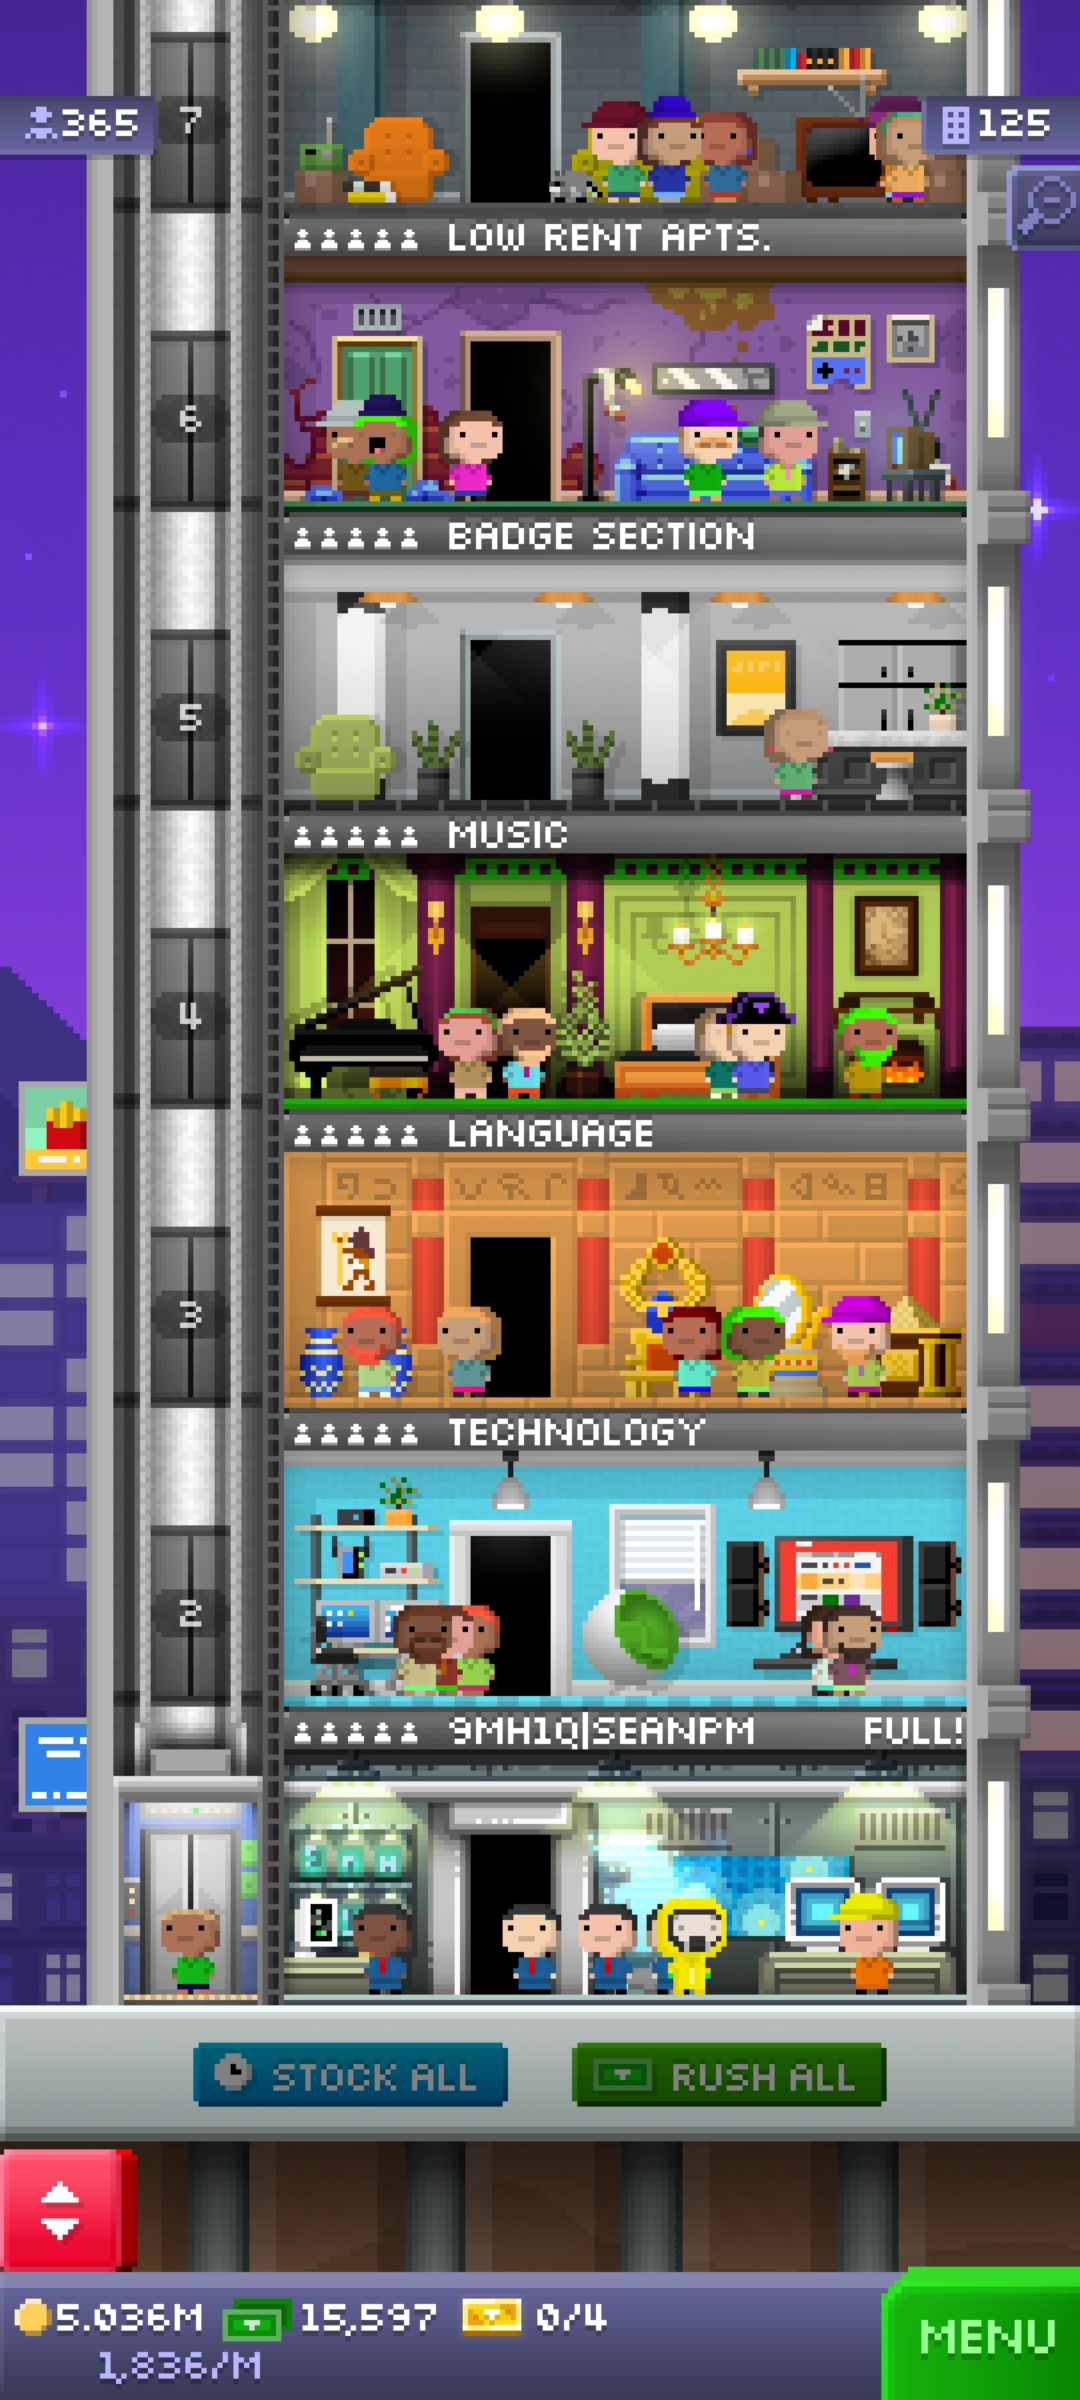 7
365
125
LOW RENT APTS.
6
BADGE SECTION
5
MUSIC
4
LANGUAGE
3
TECHNOLOGY
2
9MH1Q|SEANPM FULL!
STOCK ALL
RUSH ALL
5.036M 15,597 0/4
1,836/M
MENU